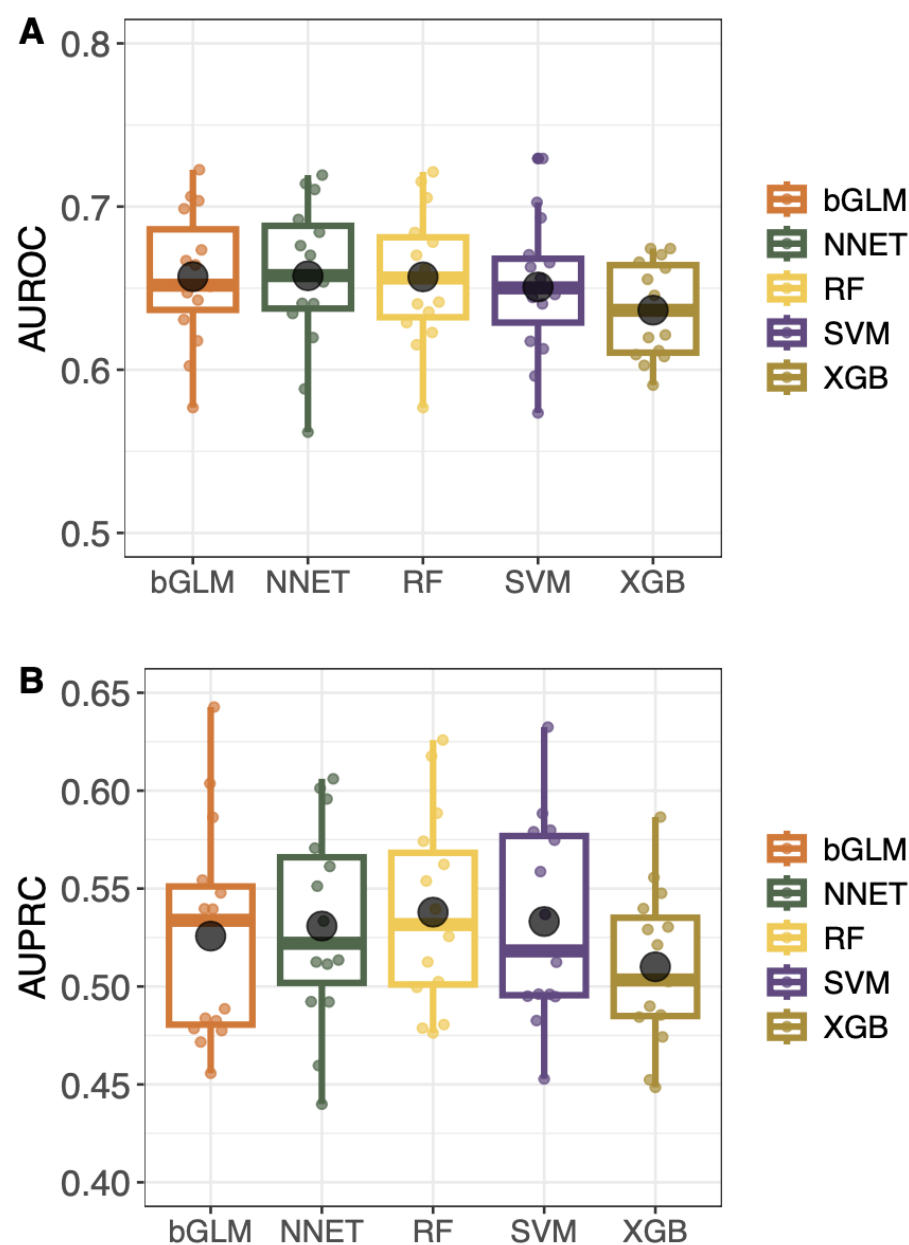 A
0.8
0.7
0.6
0.5
AUROC
bGLM NNET RF SVM XGB
bGLM
NNET
RF
SVM
XGB
B
0.65
0.60
0.55
0.50
0.45
0.40
AUPRC
bGLM NNET RF SVM XGB
bGLM
NNET
RF
SVM
XGB